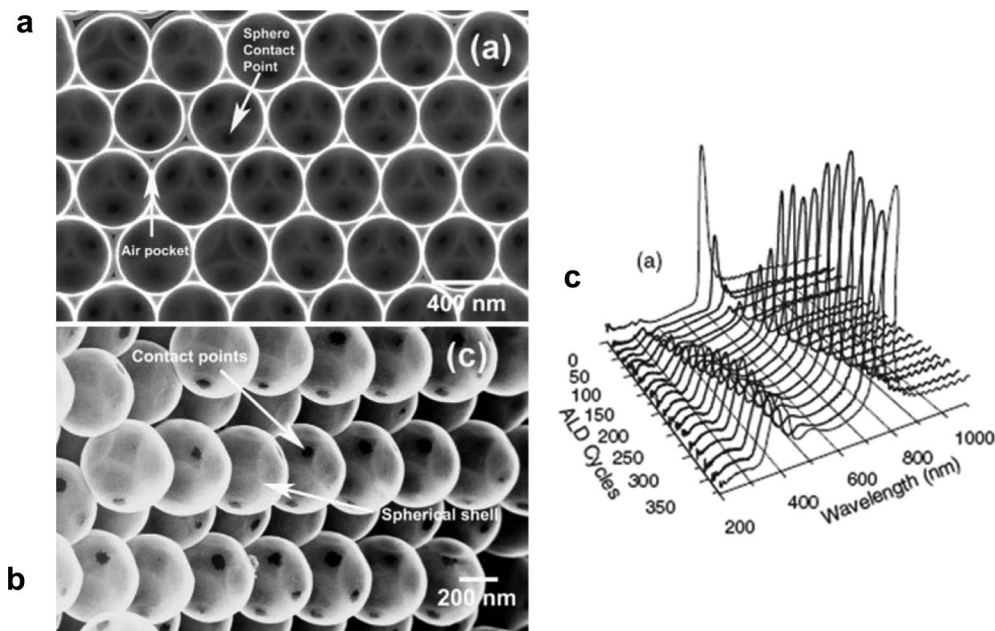 a
Sphere
Contact
Point
(a)
Air pocket
400 nm
Contact points
(c)
Spherical shell
b
200 nm
c
(a)
0
50
100
150
200
250
300
350
ALD Cycles
200
400
600
800
1000
Wavelength (nm)